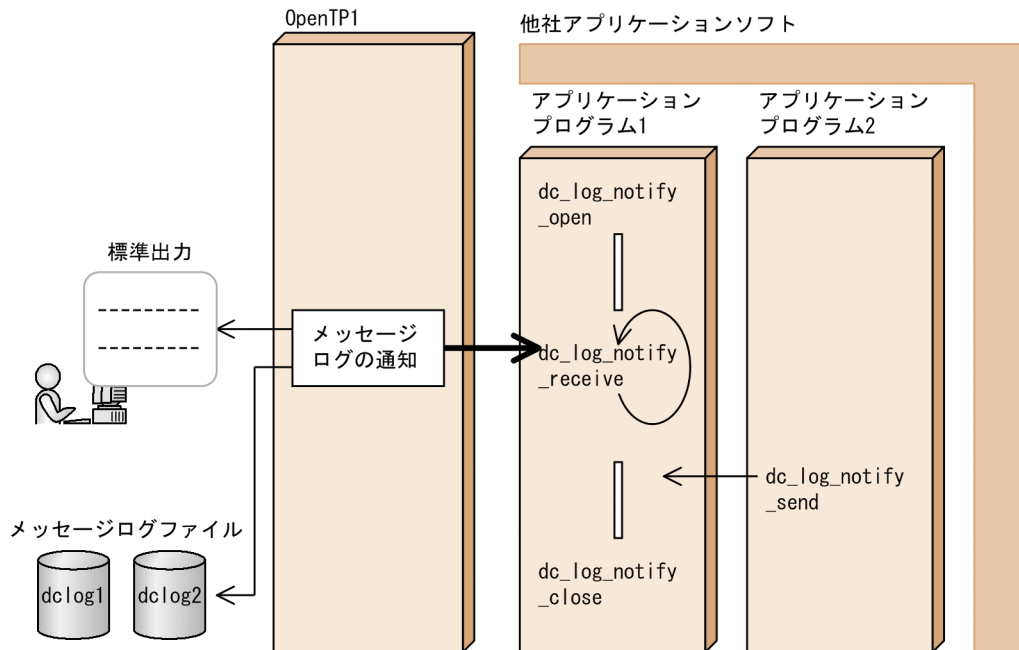 OpenTP1
他社アプリケーションソフト
アプリケーション
プログラム1
アプリケーション
プログラム2
dc_log_notify
_open
標準出力
メッセージ
ログの通知
dc_log_notify
_receive
dc_log_notify
_send
メッセージログファイル
dclog1
dclog2
dc_log_notify
_close